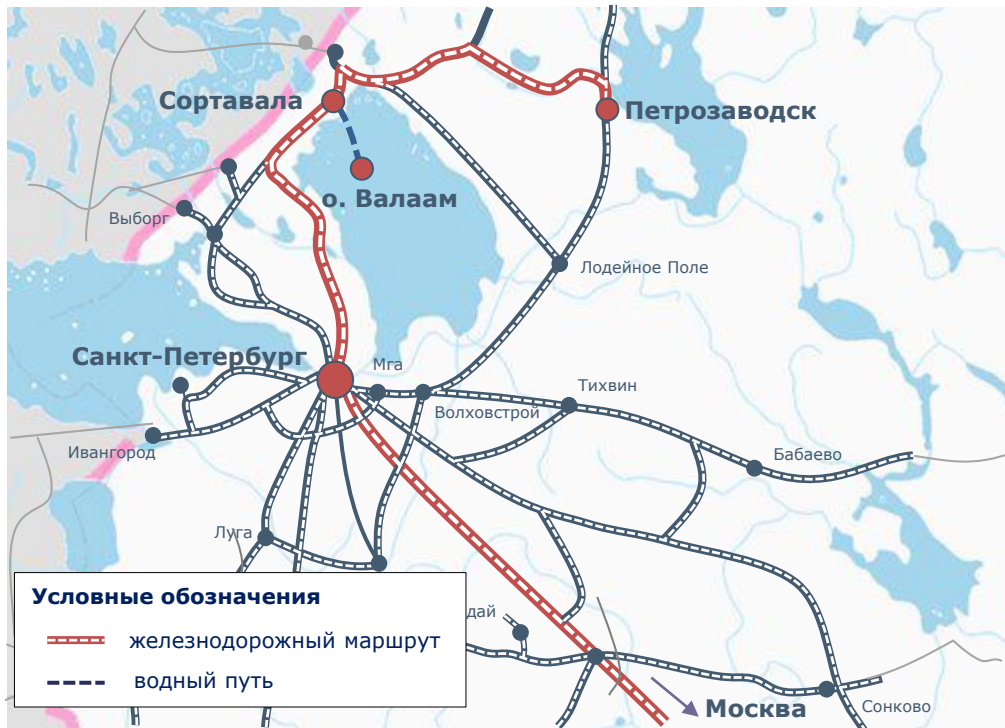 Сортавала
Петрозаводск
о. Валаам
Выборг
Лодейное Поле
Санкт-Петербург
Мга
Тихвин
Волховстрой
Ивангород
Бабаево
Луга
Условные обозначения
железнодорожный маршрут
водный путь
дай
Москва
Сонково